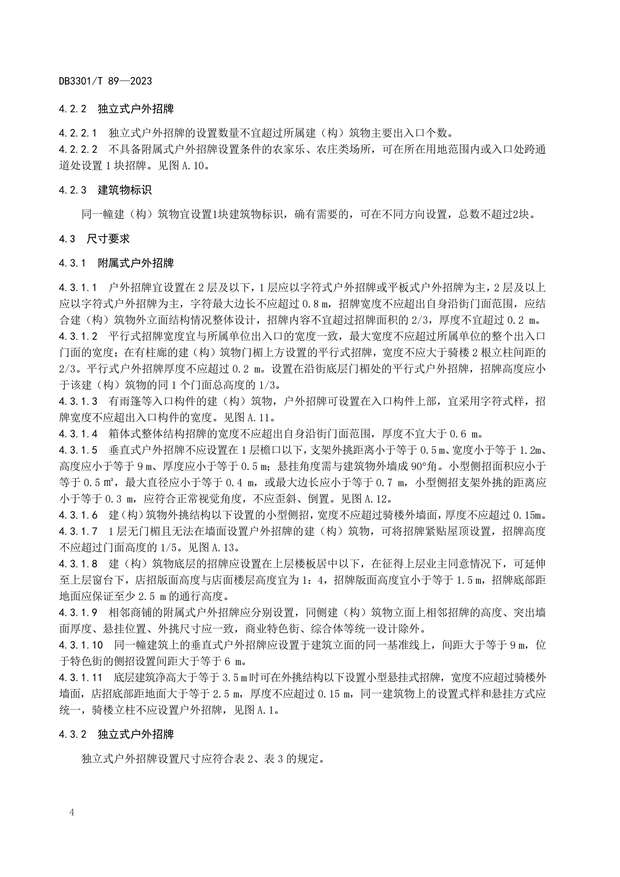 DB3301/T 89—2023
4.2.2 独立式户外招牌
4.2.2.1 独立式户外招牌的设置数量不宜超过所属建（构）筑物主要出入口个数。
4.2.2.2 不具备附属式户外招牌设置条件的农家乐、农庄类场所，可在所在用地范围内或入口处跨通
道处设置 1 块招牌。见图 A.10。
4.2.3 建筑物标识
同一幢建（构）筑物宜设置1块建筑物标识，确有需要的，可在不同方向设置，总数不超过2块。
4.3 尺寸要求
4.3.1 附属式户外招牌
4.3.1.1 户外招牌宜设置在 2 层及以下，1 层应以字符式户外招牌或平板式户外招牌为主，2 层及以上
应以字符式户外招牌为主，字符最大边长不应超过 0.8 m，招牌宽度不应超出自身沿街门面范围，应结
合建（构）筑物外立面结构情况整体设计，招牌内容不宜超过招牌面积的 2/3，厚度不宜超过 0.2 m。
4.3.1.2 平行式招牌宽度宜与所属单位出入口的宽度一致，最大宽度不应超过所属单位的整个出入口
门面的宽度；在有柱廊的建（构）筑物门楣上方设置的平行式招牌，宽度不应大于骑楼 2 根立柱间距的
2/3。平行式户外招牌厚度不应超过 0.2 m。设置在沿街底层门楣处的平行式户外招牌，招牌高度应小
于该建（构）筑物的同 1 个门面总高度的 1/3。
4.3.1.3 有雨篷等入口构件的建（构）筑物，户外招牌可设置在入口构件上部，宜采用字符式样，招
牌宽度不应超出入口构件的宽度。见图 A.11。
4.3.1.4 箱体式整体结构招牌的宽度不应超出自身沿街门面范围，厚度不宜大于 0.6 m。
4.3.1.5 垂直式户外招牌不应设置在 1 层檐口以下，支架外挑距离小于等于 0.5 m、宽度小于等于 1.2m、
高度应小于等于 9 m、厚度应小于等于 0.5 m；悬挂角度需与建筑物外墙成 90°角。小型侧招面积应小于
等于 0.5 ㎡，最大直径应小于等于 0.4 m，或最大边长应小于等于 0.7 m，小型侧招支架外挑的距离应
小于等于 0.3 m，应符合正常视觉角度，不应歪斜、倒置。见图 A.12。
4.3.1.6 建（构）筑物外挑结构以下设置的小型侧招，宽度不应超过骑楼外墙面，厚度不应超过 0.15m。
4.3.1.7 1 层无门楣且无法在墙面设置户外招牌的建（构）筑物，可将招牌紧贴屋顶设置，招牌高度
不应超过门面高度的 1/5。见图 A.13。
4.3.1.8 建（构）筑物底层的招牌应设置在上层楼板居中以下，在征得上层业主同意情况下，可延伸
至上层窗台下，店招版面高度与店面楼层高度宜为 1：4，招牌版面高度宜小于等于 1.5 m，招牌底部距
地面应保证至少 2.5 m 的通行高度。
4.3.1.9 相邻商铺的附属式户外招牌应分别设置，同侧建（构）筑物立面上相邻招牌的高度、突出墙
面厚度、悬挂位置、外挑尺寸应一致，商业特色街、综合体等统一设计除外。
4.3.1.10 同一幢建筑上的垂直式户外招牌应设置于建筑立面的同一基准线上，间距大于等于 9 m，位
于特色街的侧招设置间距大于等于 6 m。
4.3.1.11 底层建筑净高大于等于 3.5 m 时可在外挑结构以下设置小型悬挂式招牌，宽度不应超过骑楼外
墙面，店招底部距地面大于等于 2.5 m，厚度不应超过 0.15 m，同一建筑物上的设置式样和悬挂方式应
统一，骑楼立柱不应设置户外招牌，见图 A.1。
4.3.2 独立式户外招牌
独立式户外招牌设置尺寸应符合表 2、表 3 的规定。
4